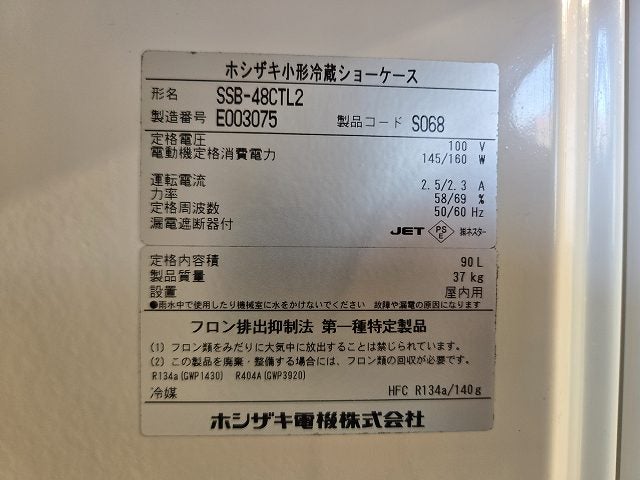 ホシザキ小形冷蔵ショーケース
形名 SSB-48CTL2
製造番号 E003075 製品コード S068
定格電圧 100 V
電動機定格消費電力 145/160 W
運転電流 2.5/2.3 A
力率 58/69 %
定格周波数 50/60 Hz
漏電遮断器付 JET PSE ㈱ネスター
定格内容積 90 L
製品質量 37 kg
設置 屋内用
●雨水中で使用したり機械室に水をかけないでください 故障や漏電の原因になります
フロン排出抑制法 第一種特定製品
(1) フロン類をみだりに大気中に放出することは禁じられています。
(2) この製品を廃棄・整備する場合には、フロン類の回収が必要です。
R134a(GWP1430) R404A(GWP3920)
冷媒 HFC R134a/140g
ホシザキ電機株式会社